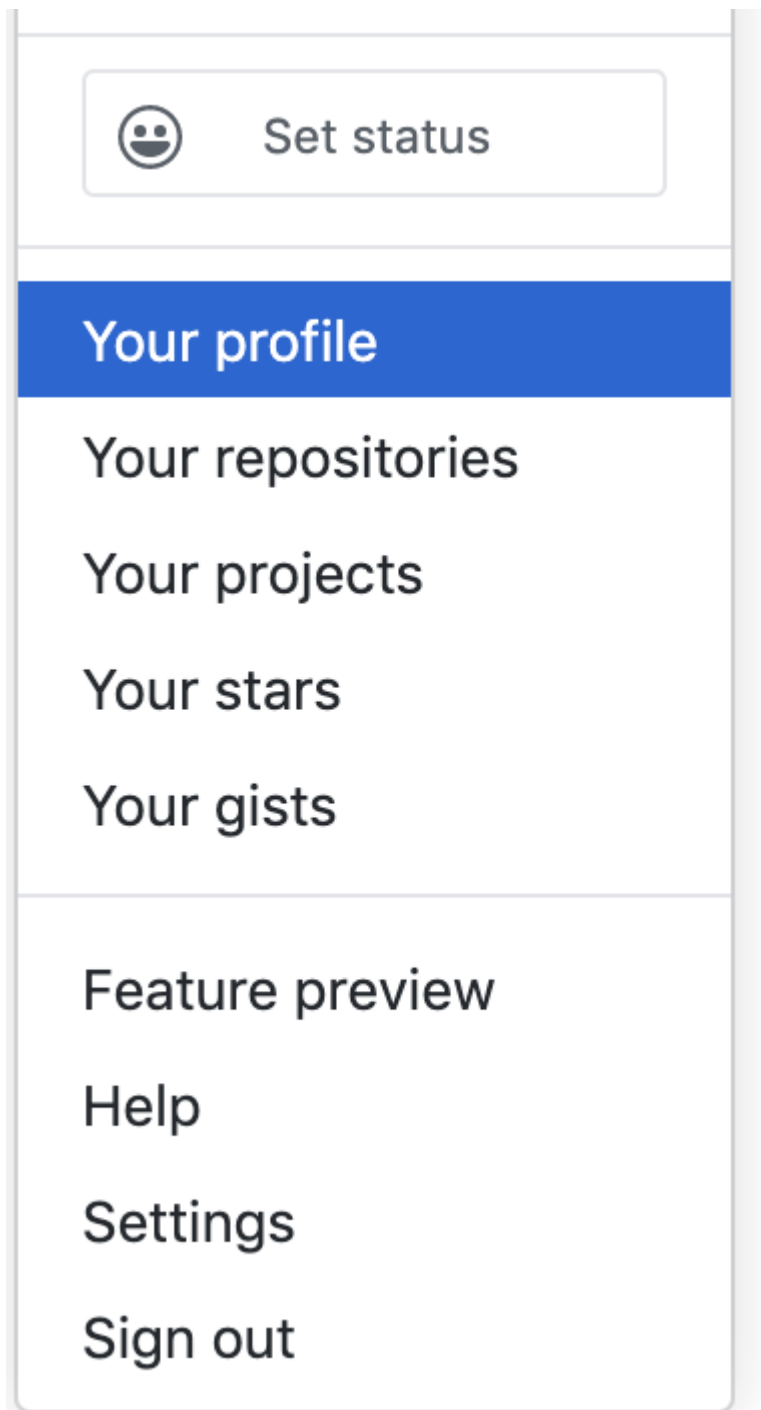 Set status
Your profile
Your repositories
Your projects
Your stars
Your gists
Feature preview
Help
Settings
Sign out